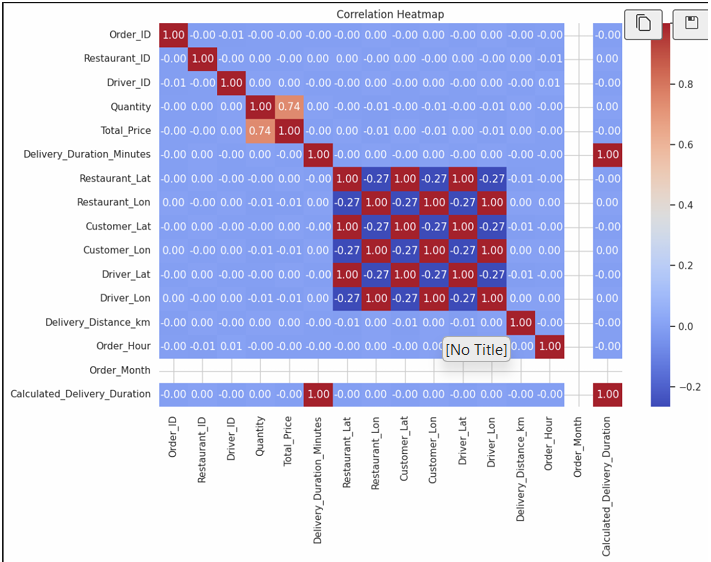 Correlation Heatmap
Order_ID 1.00 -0.00 -0.01 -0.00 -0.00 -0.00 -0.00 0.00 -0.00 0.00 -0.00 0.00 -0.00 -0.00 -0.00
Restaurant_ID -0.00 1.00 -0.00 0.00 0.00 0.00 -0.00 0.00 -0.00 0.00 -0.00 0.00 0.00 -0.01 0.00
Driver_ID -0.01 -0.00 1.00 0.00 0.00 0.00 -0.00 0.00 -0.00 0.00 -0.00 0.00 -0.00 0.01 0.00
Quantity -0.00 0.00 0.00 1.00 0.74 0.00 0.00 -0.01 0.00 -0.01 0.00 -0.01 0.00 -0.00 0.00
Total_Price -0.00 0.00 0.00 0.74 1.00 -0.00 0.00 -0.01 0.00 -0.01 0.00 -0.01 0.00 -0.00 -0.00
Delivery_Duration_Minutes -0.00 0.00 0.00 0.00 -0.00 1.00 -0.00 0.00 -0.00 0.00 -0.00 0.00 -0.00 0.00 1.00
Restaurant_Lat -0.00 -0.00 -0.00 0.00 0.00 -0.00 1.00 -0.27 1.00 -0.27 1.00 -0.27 -0.01 -0.00 -0.00
Restaurant_Lon 0.00 0.00 0.00 -0.01 -0.01 0.00 -0.27 1.00 -0.27 1.00 -0.27 1.00 0.00 0.00 0.00
Customer_Lat -0.00 -0.00 -0.00 0.00 0.00 -0.00 1.00 -0.27 1.00 -0.27 1.00 -0.27 -0.01 -0.00 -0.00
Customer_Lon 0.00 0.00 0.00 -0.01 -0.01 0.00 -0.27 1.00 -0.27 1.00 -0.27 1.00 0.00 0.00 0.00
Driver_Lat -0.00 -0.00 -0.00 0.00 0.00 -0.00 1.00 -0.27 1.00 -0.27 1.00 -0.27 -0.01 -0.00 -0.00
Driver_Lon 0.00 0.00 0.00 -0.01 -0.01 0.00 -0.27 1.00 -0.27 1.00 -0.27 1.00 0.00 0.00 0.00
Delivery_Distance_km -0.00 0.00 -0.00 0.00 0.00 -0.00 -0.01 0.00 -0.01 0.00 -0.01 0.00 1.00 -0.00 -0.00
Order_Hour -0.00 -0.01 0.01 -0.00 -0.00 0.00 -0.00 0.00 -0.00 0.00 [No Title] -0.00 1.00 0.00
Order_Month
Calculated_Delivery_Duration -0.00 0.00 0.00 0.00 -0.00 1.00 -0.00 0.00 -0.00 0.00 -0.00 0.00 -0.00 0.00 1.00
Order_ID
Restaurant_ID
Driver_ID
Quantity
Total_Price
Delivery_Duration_Minutes
Restaurant_Lat
Restaurant_Lon
Customer_Lat
Customer_Lon
Driver_Lat
Driver_Lon
Delivery_Distance_km
Order_Hour
Order_Month
Calculated_Delivery_Duration
0.8
0.6
0.4
0.2
0.0
−0.2